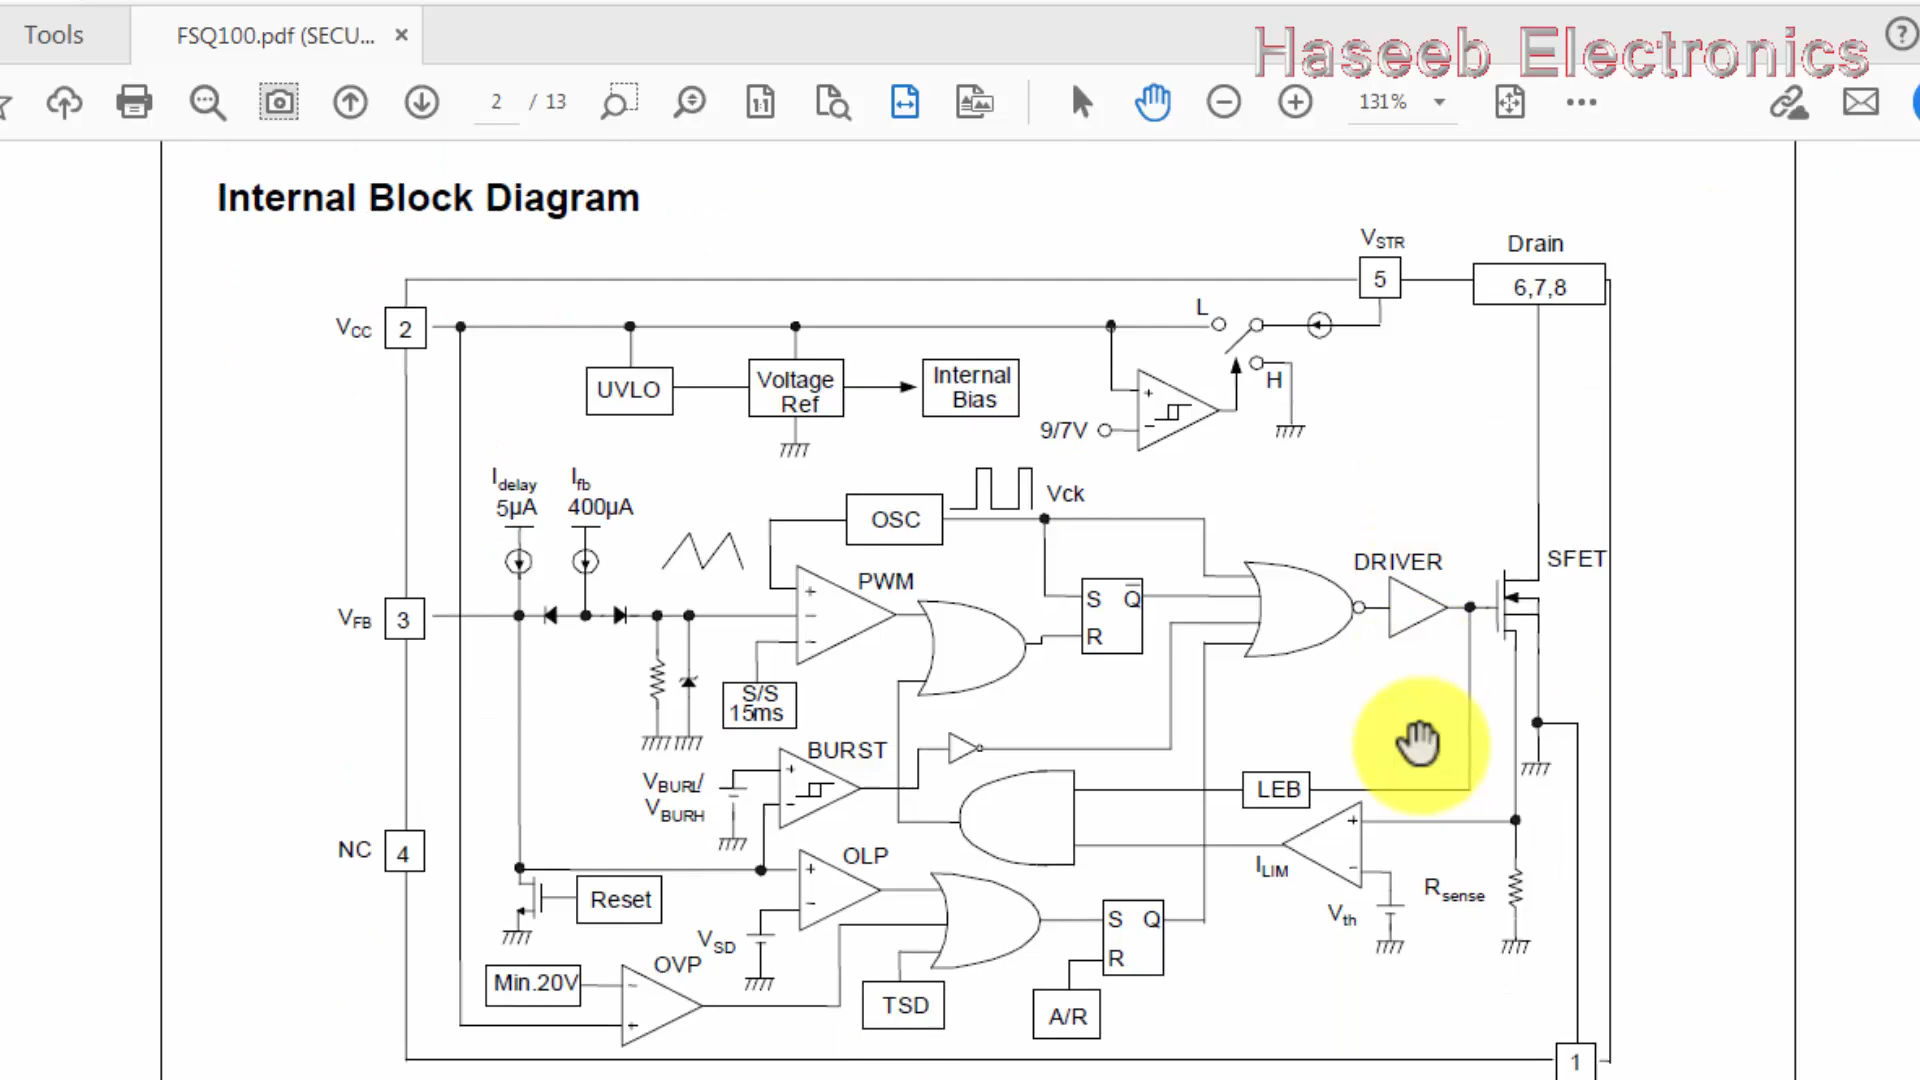 Tools
FSQ100.pdf (SECU... ×
Haseeb Electronics
?
2 / 13
1:1
131%
Internal Block Diagram
VSTR
5
Drain
6,7,8
VCC
2
L
H
UVLO
Voltage
Ref
Internal
Bias
+
9/7V
−
Idelay
5µA
Ifb
400µA
OSC
Vck
DRIVER
SFET
PWM
+
−
−
S Q
R
VFB
3
S/S
15ms
BURST
+
−
VBURL/
VBURH
LEB
+
−
ILIM
Vth
Rsense
NC
4
OLP
+
−
Reset
VSD
S Q
R
OVP
Min.20V
−
+
TSD
A/R
1